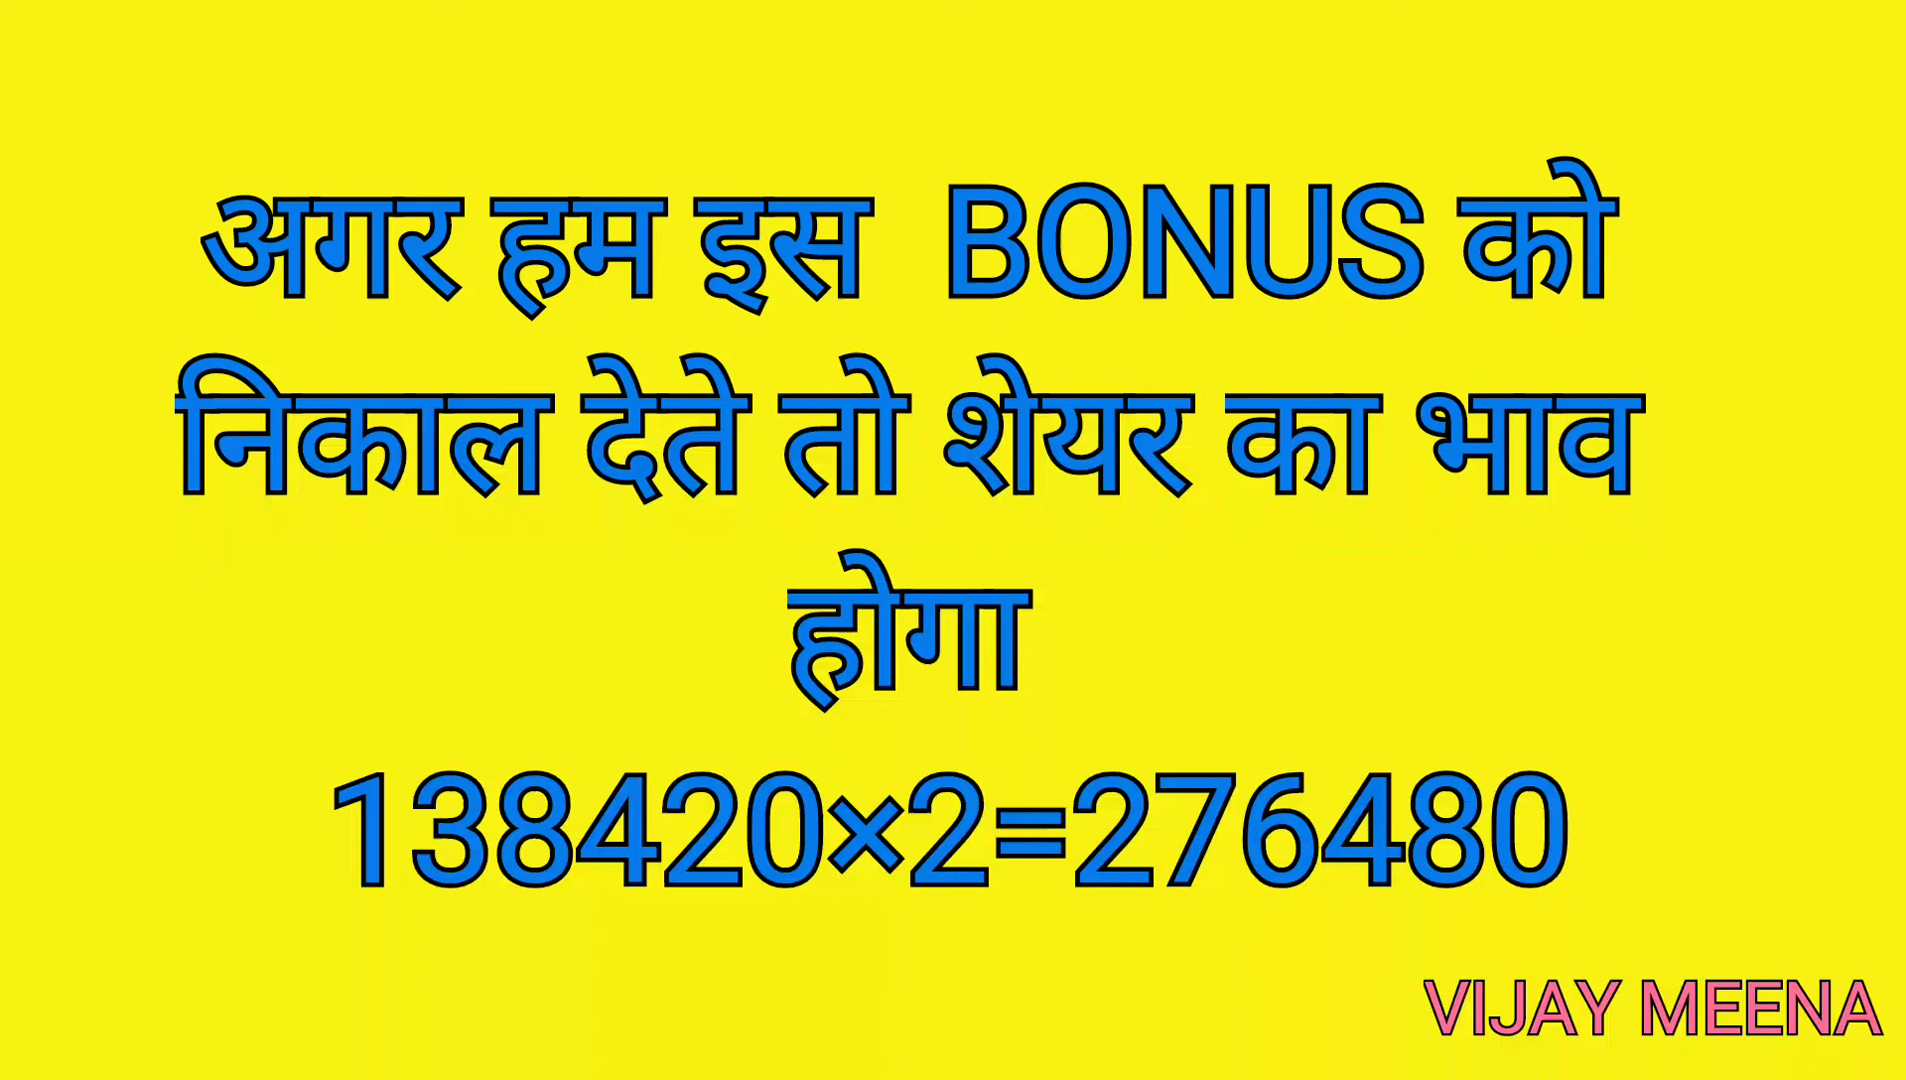 अगर हम इस BONUS को
निकाल देते तो शेयर का भाव
होगा
138420×2=276480
VIJAY MEENA